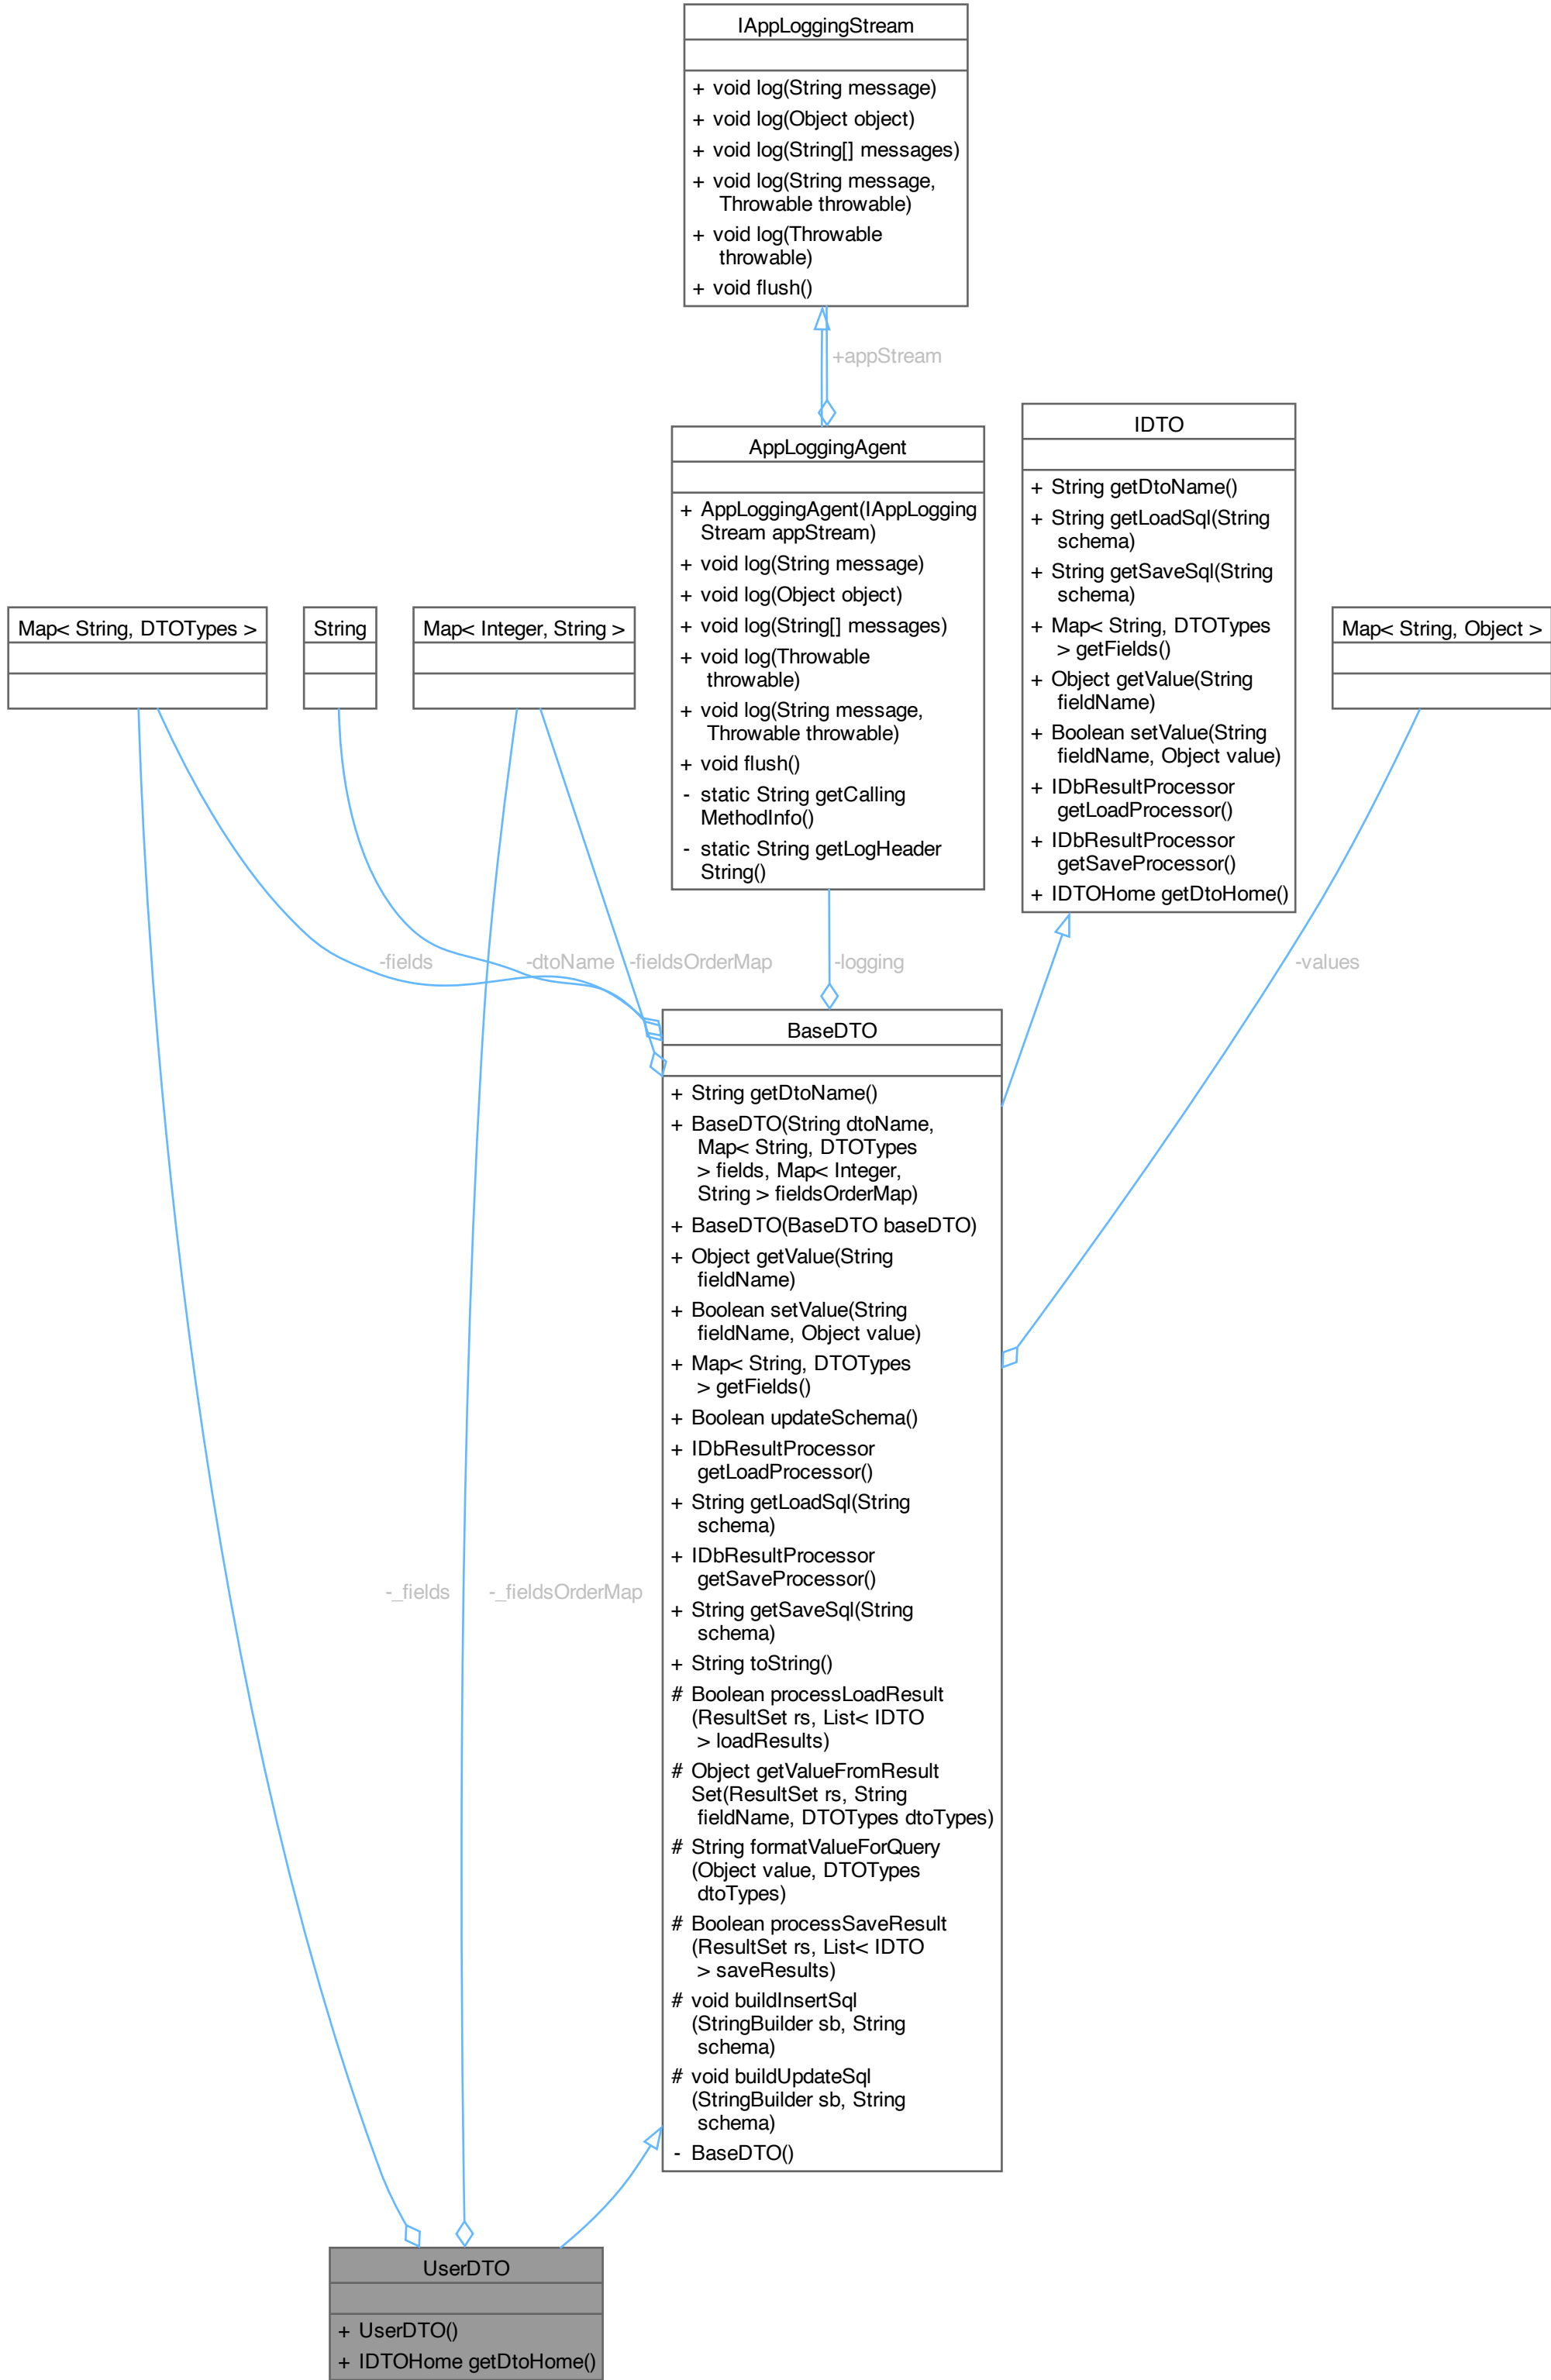 IAppLoggingStream
+ void log(String message)
+ void log(Object object)
+ void log(String[] messages)
+ void log(String message,
Throwable throwable)
+ void log(Throwable
throwable)
+ void flush()
+appStream
AppLoggingAgent
+ AppLoggingAgent(IAppLogging
Stream appStream)
+ void log(String message)
+ void log(Object object)
+ void log(String[] messages)
+ void log(Throwable
throwable)
+ void log(String message,
Throwable throwable)
+ void flush()
- static String getCalling
MethodInfo()
- static String getLogHeader
String()
IDTO
+ String getDtoName()
+ String getLoadSql(String
schema)
+ String getSaveSql(String
schema)
+ Map< String, DTOTypes
> getFields()
+ Object getValue(String
fieldName)
+ Boolean setValue(String
fieldName, Object value)
+ IDbResultProcessor
getLoadProcessor()
+ IDbResultProcessor
getSaveProcessor()
+ IDTOHome getDtoHome()
Map< String, DTOTypes >
String
Map< Integer, String >
Map< String, Object >
-fields
-dtoName
-fieldsOrderMap
-logging
-values
BaseDTO
+ String getDtoName()
+ BaseDTO(String dtoName,
Map< String, DTOTypes
> fields, Map< Integer,
String > fieldsOrderMap)
+ BaseDTO(BaseDTO baseDTO)
+ Object getValue(String
fieldName)
+ Boolean setValue(String
fieldName, Object value)
+ Map< String, DTOTypes
> getFields()
+ Boolean updateSchema()
+ IDbResultProcessor
getLoadProcessor()
+ String getLoadSql(String
schema)
+ IDbResultProcessor
getSaveProcessor()
+ String getSaveSql(String
schema)
+ String toString()
# Boolean processLoadResult
(ResultSet rs, List< IDTO
> loadResults)
# Object getValueFromResult
Set(ResultSet rs, String
fieldName, DTOTypes dtoTypes)
# String formatValueForQuery
(Object value, DTOTypes
dtoTypes)
# Boolean processSaveResult
(ResultSet rs, List< IDTO
> saveResults)
# void buildInsertSql
(StringBuilder sb, String
schema)
# void buildUpdateSql
(StringBuilder sb, String
schema)
- BaseDTO()
-_fields
-_fieldsOrderMap
UserDTO
+ UserDTO()
+ IDTOHome getDtoHome()